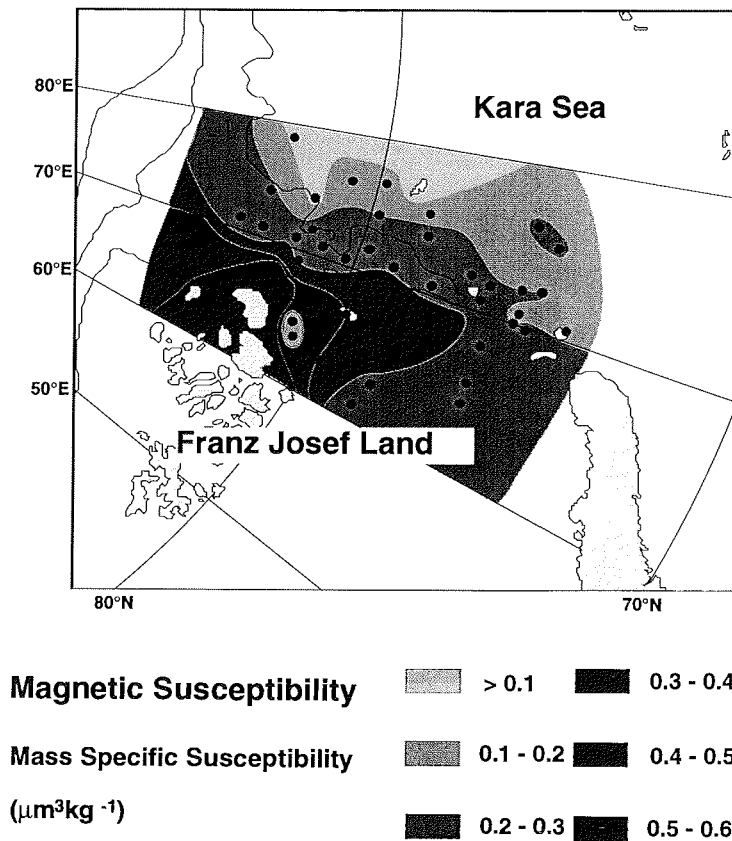 80°E
Kara Sea
70°E
60°E
50°E
Franz Josef Land
80°N
70°N
Magnetic Susceptibility
Mass Specific Susceptibility
(μm³kg ⁻¹)
> 0.1
0.3 - 0.4
0.1 - 0.2
0.4 - 0.5
0.2 - 0.3
0.5 - 0.6